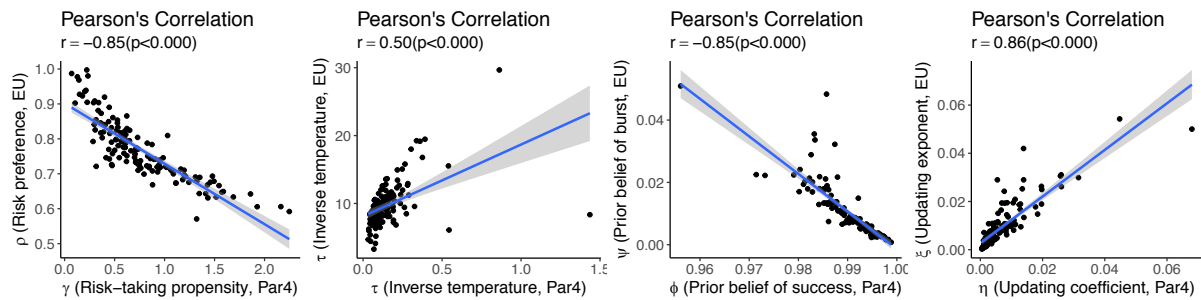 Pearson's Correlation
r = −0.85(p<0.000)
ρ (Risk preference, EU)
1.0
0.9
0.8
0.7
0.6
0.5
0.0
0.5
1.0
1.5
2.0
γ (Risk−taking propensity, Par4)
Pearson's Correlation
r = 0.50(p<0.000)
τ (Inverse temperature, EU)
30
20
10
0.0
0.5
1.0
1.5
τ (Inverse temperature, Par4)
Pearson's Correlation
r = −0.85(p<0.000)
ψ (Prior belief of burst, EU)
0.04
0.02
0.00
0.96
0.97
0.98
0.99
1.00
ϕ (Prior belief of success, Par4)
Pearson's Correlation
r = 0.86(p<0.000)
ξ (Updating exponent, EU)
0.06
0.04
0.02
0.00
0.00
0.02
0.04
0.06
η (Updating coefficient, Par4)